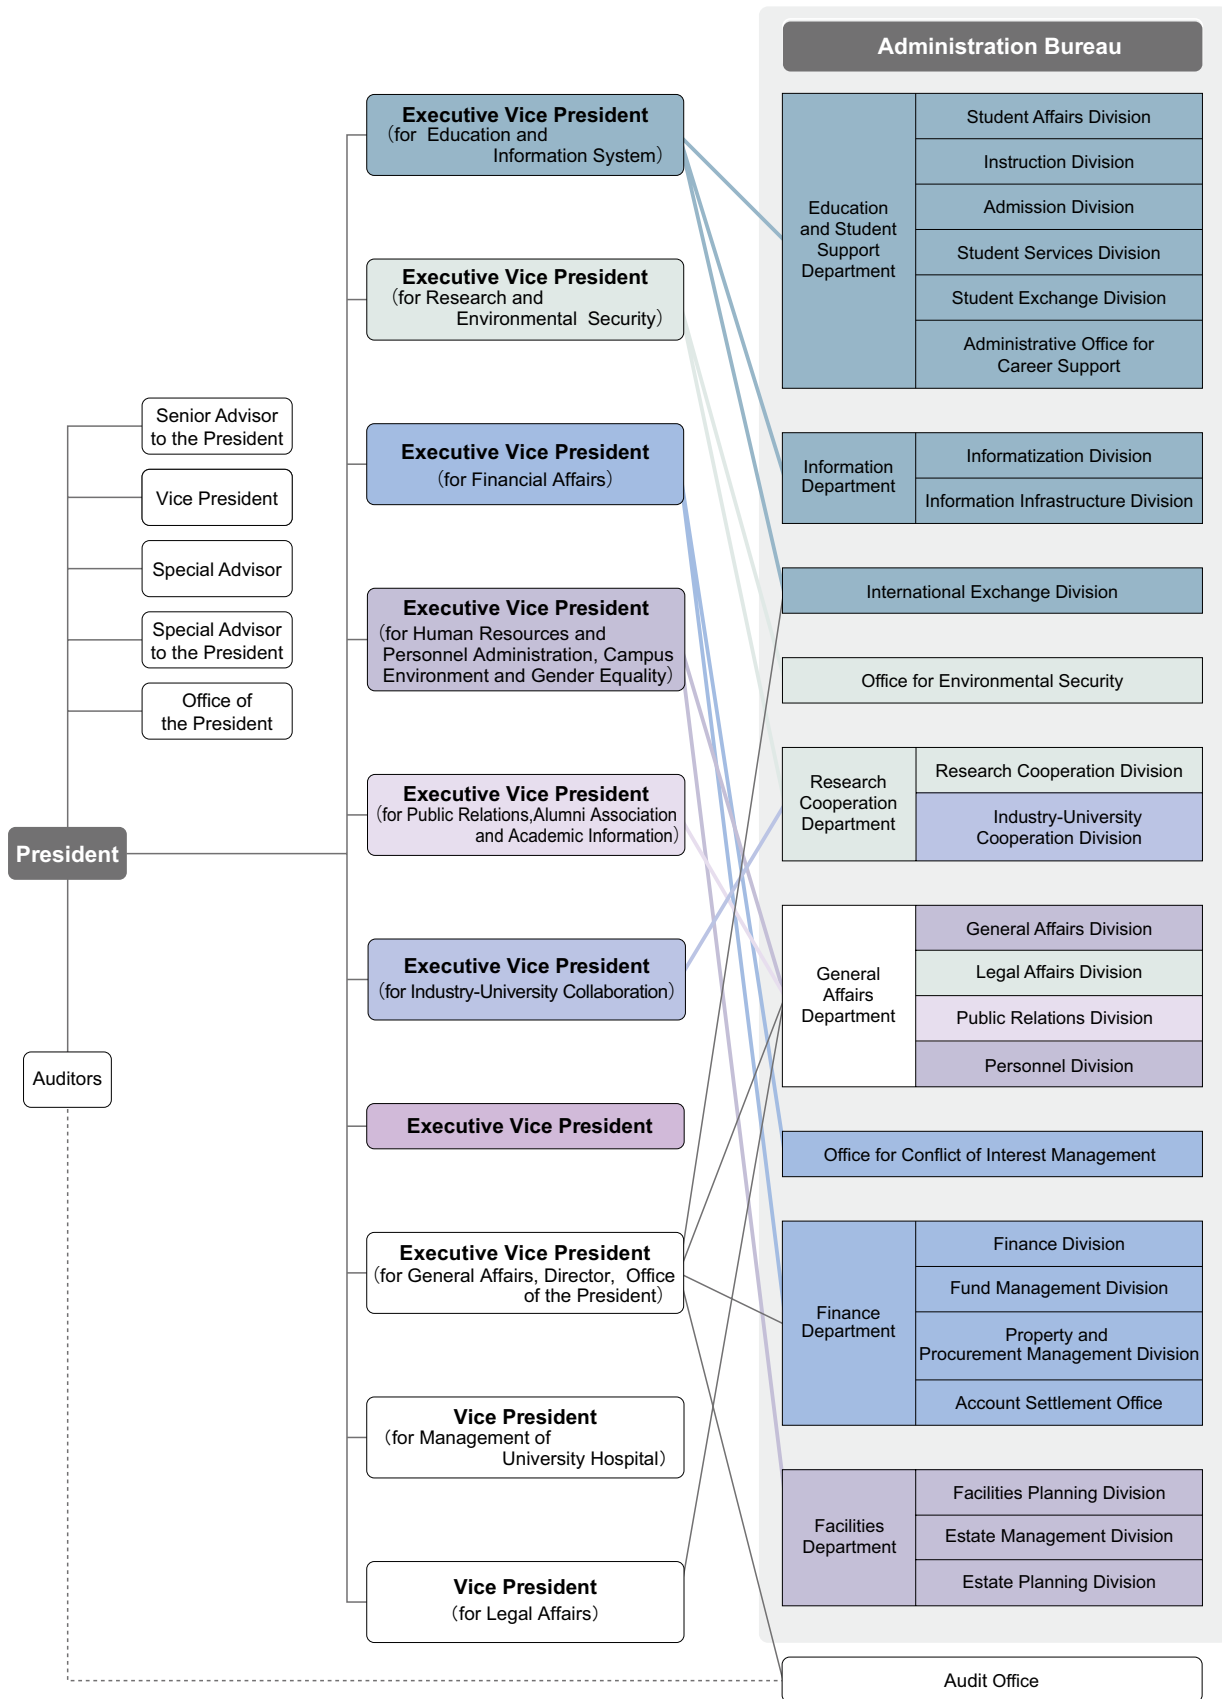 Administration Bureau
Executive Vice President
(for Education and
Information System)
Executive Vice President
(for Research and
Environmental Security)
Senior Advisor
to the President
Vice President
Special Advisor
Special Advisor
to the President
Office of
the President
President
Auditors
Executive Vice President
(for Financial Affairs)
Executive Vice President
(for Human Resources and
Personnel Administration, Campus
Environment and Gender Equality)
Executive Vice President
(for Public Relations,Alumni Association
and Academic Information)
Executive Vice President
(for Industry-University Collaboration)
Executive Vice President
Executive Vice President
(for General Affairs, Director, Office
of the President)
Vice President
(for Management of
University Hospital)
Vice President
(for Legal Affairs)
Education
and Student
Support
Department
Student Affairs Division
Instruction Division
Admission Division
Student Services Division
Student Exchange Division
Administrative Office for
Career Support
Information
Department
Informatization Division
Information Infrastructure Division
International Exchange Division
Office for Environmental Security
Research
Cooperation
Department
Research Cooperation Division
Industry-University
Cooperation Division
General
Affairs
Department
General Affairs Division
Legal Affairs Division
Public Relations Division
Personnel Division
Office for Conflict of Interest Management
Finance
Department
Finance Division
Fund Management Division
Property and
Procurement Management Division
Account Settlement Office
Facilities
Department
Facilities Planning Division
Estate Management Division
Estate Planning Division
Audit Office